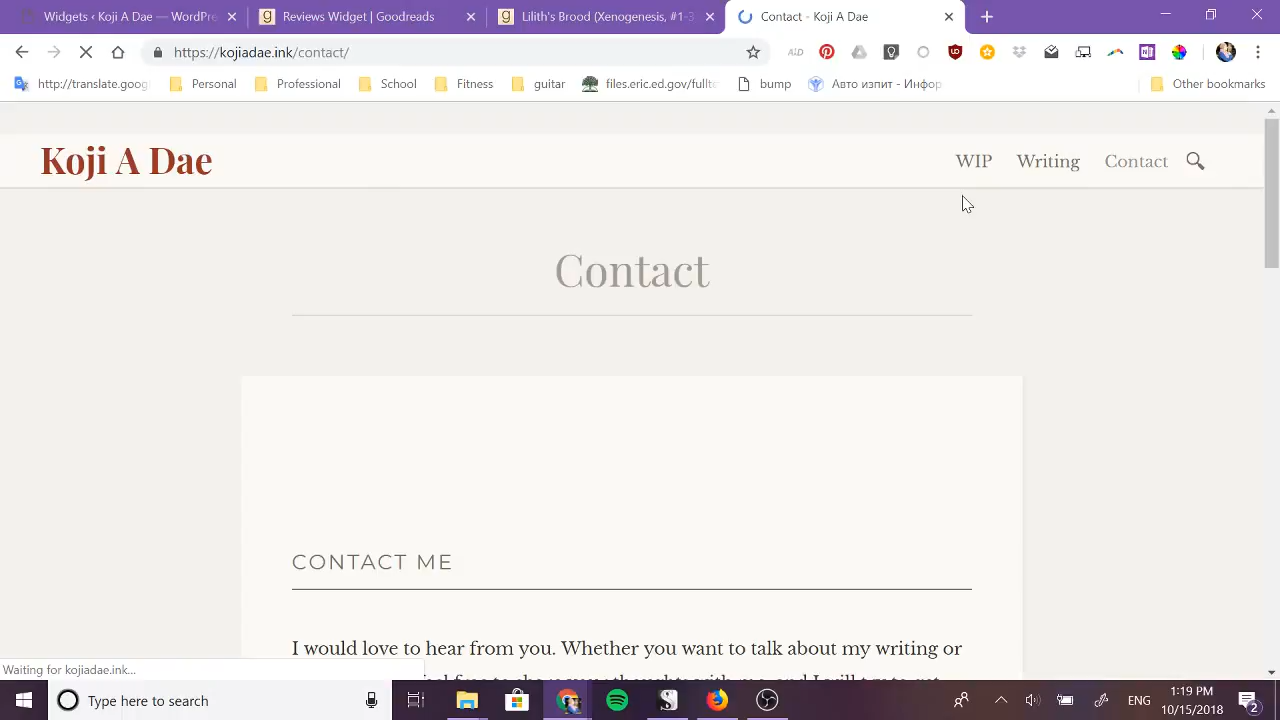 Widgets ‹ Koji A Dae — WordPre
Reviews Widget | Goodreads
Lilith's Brood (Xenogenesis, #1-3
Contact - Koji A Dae
https://kojiadae.ink/contact/
http://translate.goog
Personal
Professional
School
Fitness
guitar
files.eric.ed.gov/fullte
bump
Авто изпит - Инфор
Other bookmarks
Koji A Dae
WIP
Writing
Contact
Contact
CONTACT ME
I would love to hear from you. Whether you want to talk about my writing or
Waiting for kojiadae.ink...
Type here to search
ENG
1:19 PM
10/15/2018
2